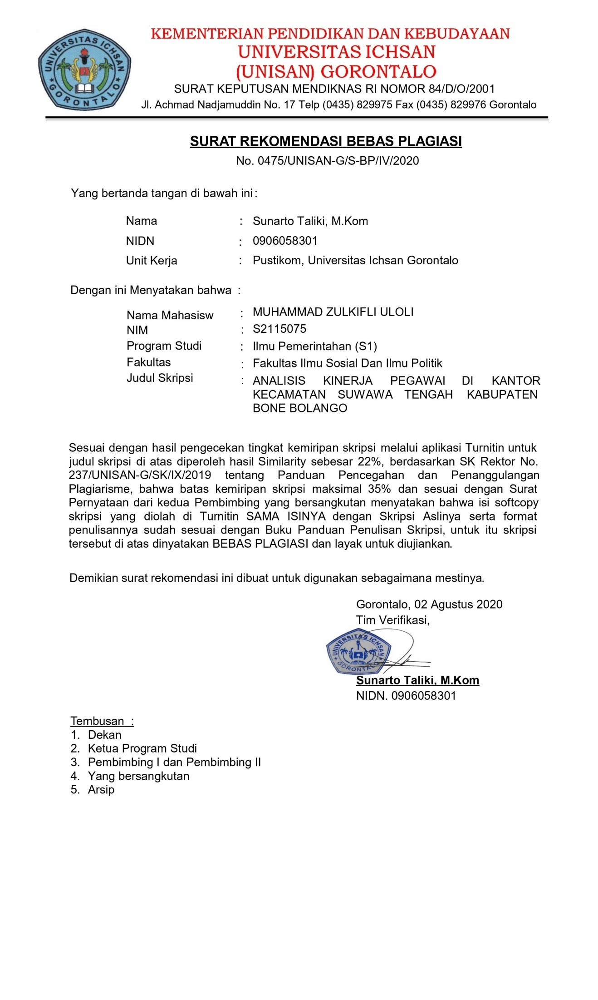 UNIVERSITAS ICHSAN
GORONTALO
KEMENTERIAN PENDIDIKAN DAN KEBUDAYAAN
UNIVERSITAS ICHSAN
(UNISAN) GORONTALO
SURAT KEPUTUSAN MENDIKNAS RI NOMOR 84/D/O/2001
Jl. Achmad Nadjamuddin No. 17 Telp (0435) 829975 Fax (0435) 829976 Gorontalo
SURAT REKOMENDASI BEBAS PLAGIASI
No. 0475/UNISAN-G/S-BP/IV/2020
Yang bertanda tangan di bawah ini :
Nama : Sunarto Taliki, M.Kom
NIDN : 0906058301
Unit Kerja : Pustikom, Universitas Ichsan Gorontalo
Dengan ini Menyatakan bahwa :
Nama Mahasisw : MUHAMMAD ZULKIFLI ULOLI
NIM : S2115075
Program Studi : Ilmu Pemerintahan (S1)
Fakultas : Fakultas Ilmu Sosial Dan Ilmu Politik
Judul Skripsi : ANALISIS KINERJA PEGAWAI DI KANTOR
KECAMATAN SUWAWA TENGAH KABUPATEN
BONE BOLANGO
Sesuai dengan hasil pengecekan tingkat kemiripan skripsi melalui aplikasi Turnitin untuk
judul skripsi di atas diperoleh hasil Similarity sebesar 22%, berdasarkan SK Rektor No.
237/UNISAN-G/SK/IX/2019 tentang Panduan Pencegahan dan Penanggulangan
Plagiarisme, bahwa batas kemiripan skripsi maksimal 35% dan sesuai dengan Surat
Pernyataan dari kedua Pembimbing yang bersangkutan menyatakan bahwa isi softcopy
skripsi yang diolah di Turnitin SAMA ISINYA dengan Skripsi Aslinya serta format
penulisannya sudah sesuai dengan Buku Panduan Penulisan Skripsi, untuk itu skripsi
tersebut di atas dinyatakan BEBAS PLAGIASI dan layak untuk diujiankan.
Demikian surat rekomendasi ini dibuat untuk digunakan sebagaimana mestinya.
Gorontalo, 02 Agustus 2020
Tim Verifikasi,
UNIVERSITAS ICHSAN
GORONTALO
Sunarto Taliki, M.Kom
NIDN. 0906058301
Tembusan :
1. Dekan
2. Ketua Program Studi
3. Pembimbing I dan Pembimbing II
4. Yang bersangkutan
5. Arsip